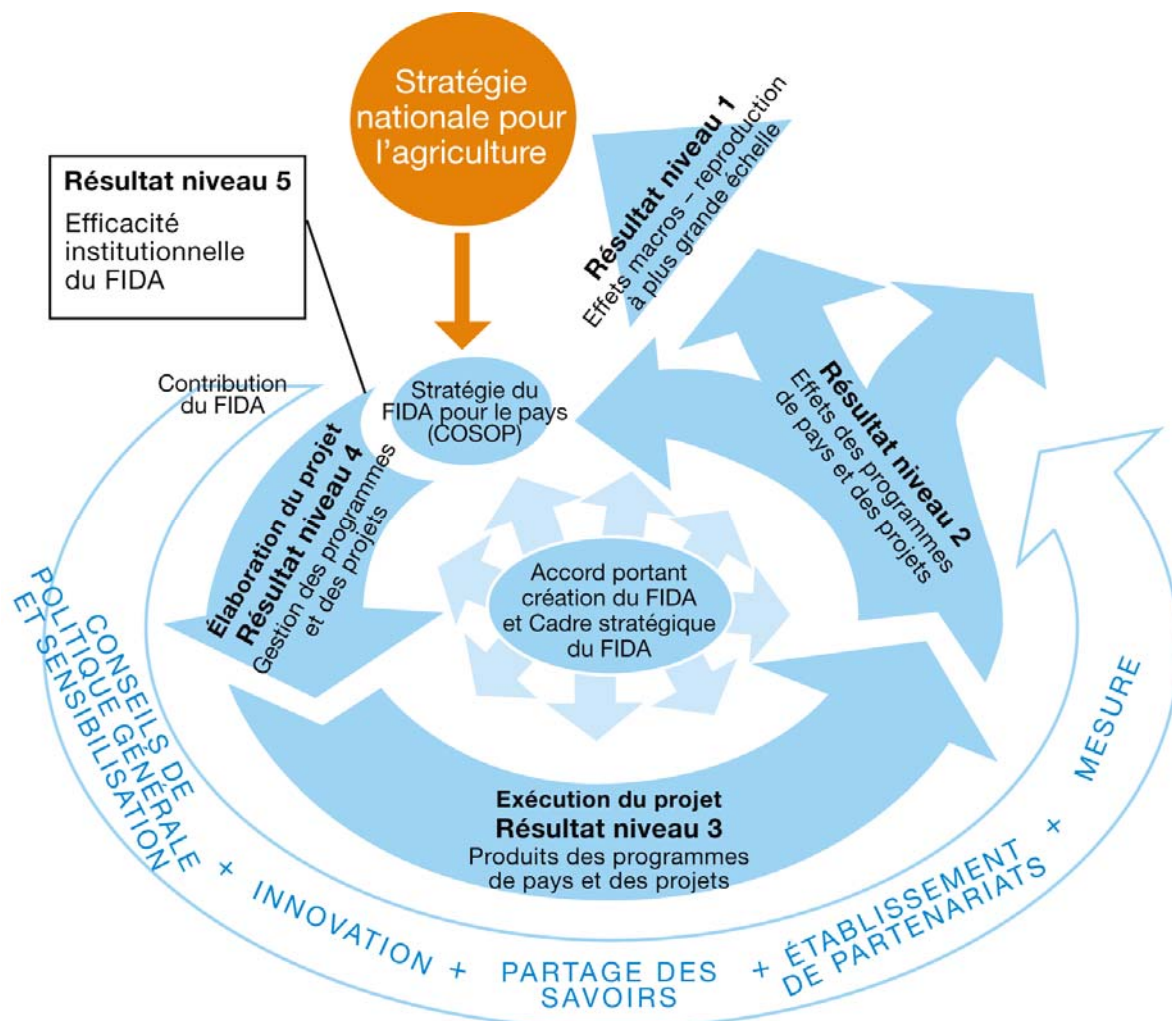 Stratégie
nationale pour
l'agriculture
Résultat niveau 5
Efficacité
institutionnelle
du FIDA
Résultat niveau 1
Effets macros – reproduction
à plus grande échelle
Contribution
du FIDA
Stratégie du
FIDA pour le pays
(COSOP)
Résultat niveau 2
Effets des programmes
de pays et des projets
Élaboration du projet
Résultat niveau 4
Gestion des programmes
et des projets
Accord portant
création du FIDA
et Cadre stratégique
du FIDA
Exécution du projet
Résultat niveau 3
Produits des programmes
de pays et des projets
CONSEILS DE
POLITIQUE GÉNÉRALE
ET SENSIBILISATION
+ INNOVATION +
PARTAGE DES
SAVOIRS
+ ÉTABLISSEMENT
DE PARTENARIATS
+ MESURE